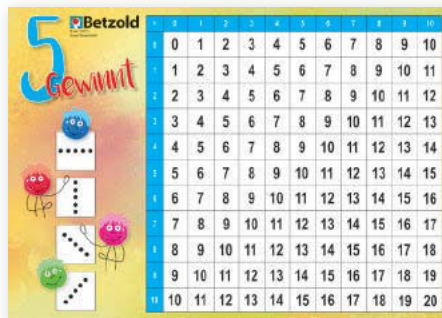 5
Betzold
Gewinnt
+ 0 1 2 3 4 5 6 7 8 9 10
0 0 1 2 3 4 5 6 7 8 9 10
1 1 2 3 4 5 6 7 8 9 10 11
2 2 3 4 5 6 7 8 9 10 11 12
3 3 4 5 6 7 8 9 10 11 12 13
4 4 5 6 7 8 9 10 11 12 13 14
5 5 6 7 8 9 10 11 12 13 14 15
6 6 7 8 9 10 11 12 13 14 15 16
7 7 8 9 10 11 12 13 14 15 16 17
8 8 9 10 11 12 13 14 15 16 17 18
9 9 10 11 12 13 14 15 16 17 18 19
10 10 11 12 13 14 15 16 17 18 19 20